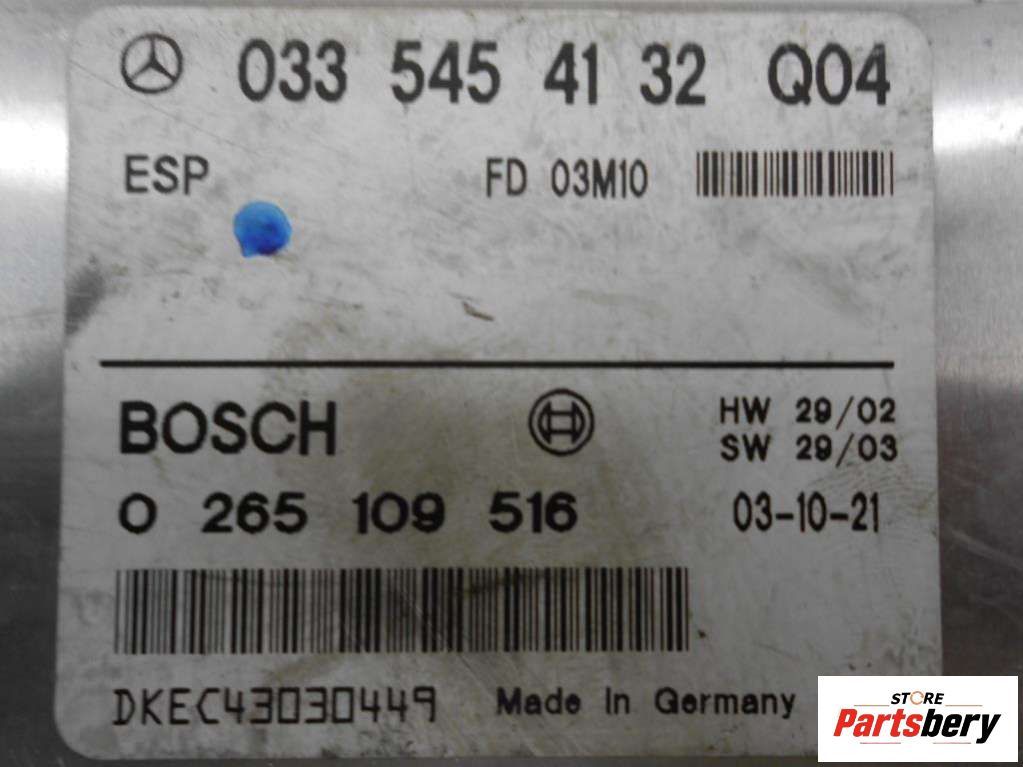 033 545 41 32 Q04
ESP FD 03M10
BOSCH HW 29/02
SW 29/03
0 265 109 516 03-10-21
DKEC43030449 Made In Germany
STORE
Partsbery